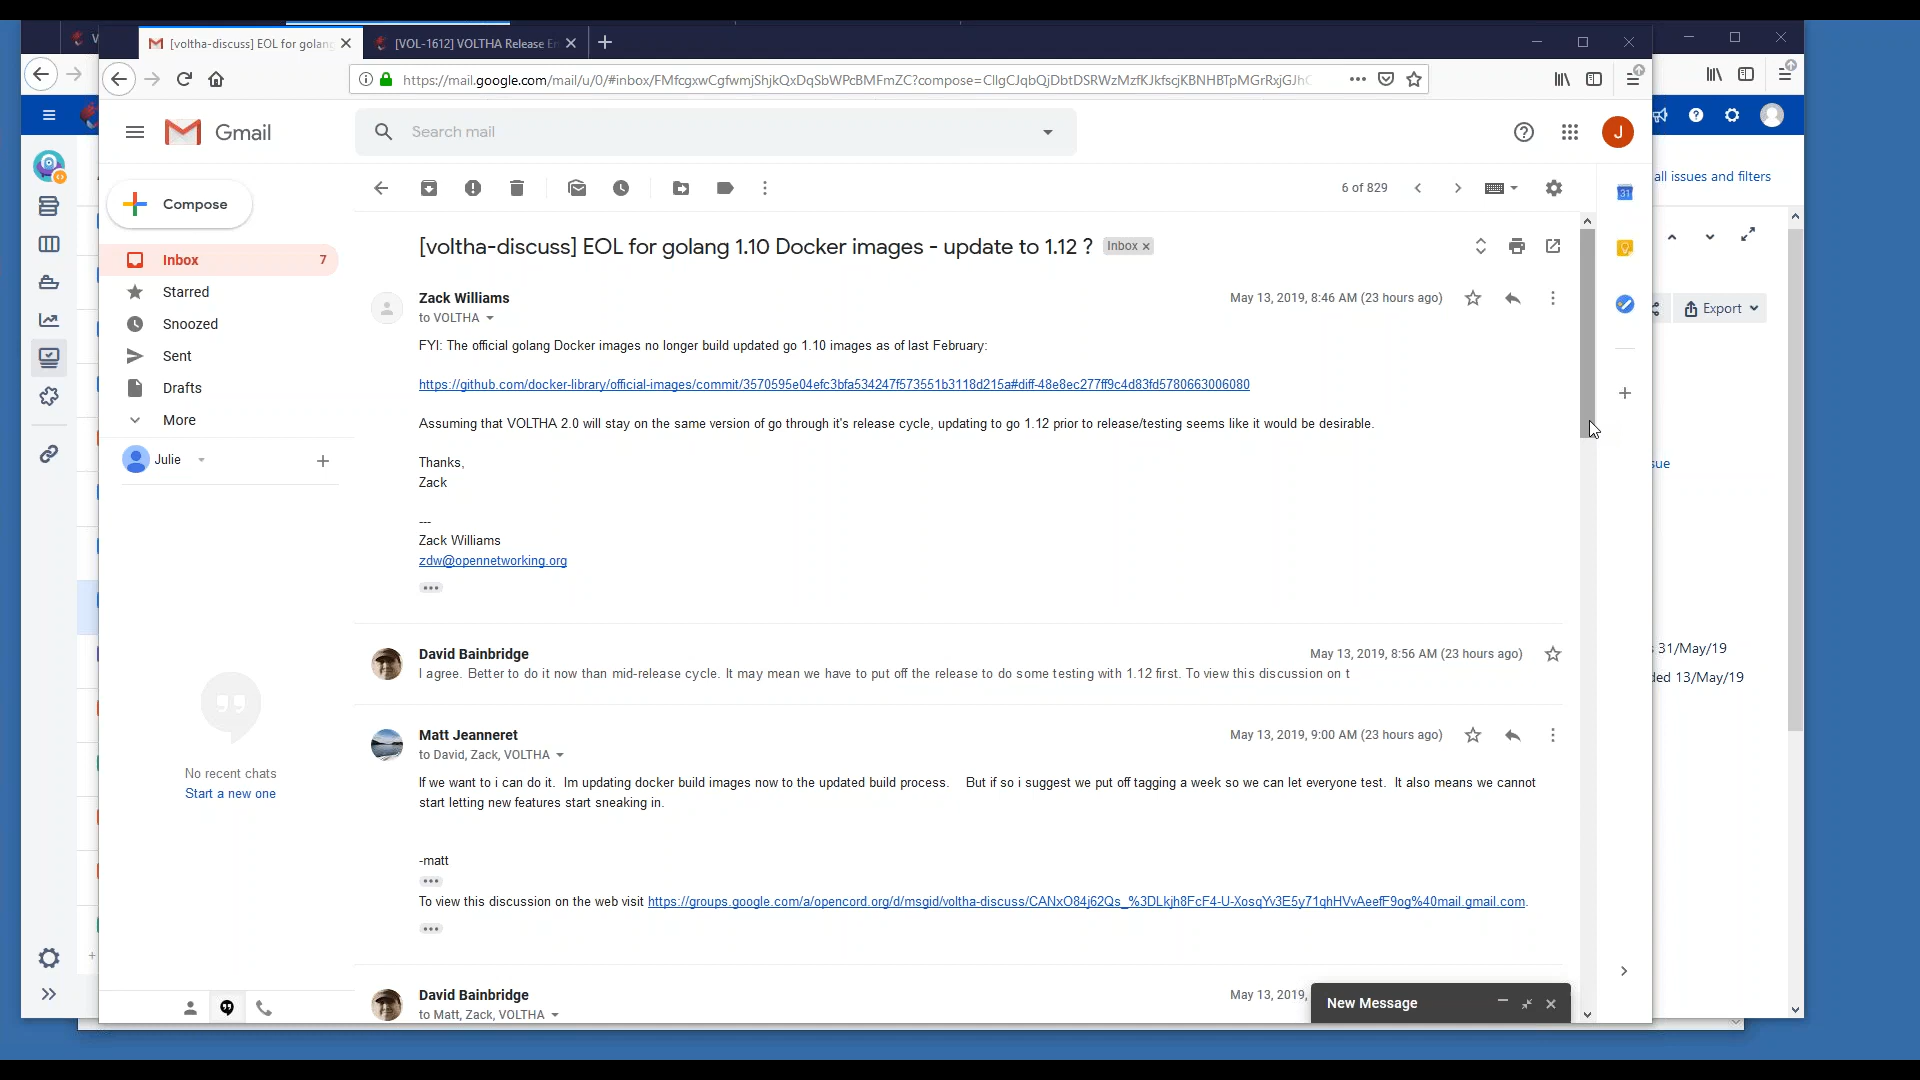 V
[voltha-discuss] EOL for golang
[VOL-1612] VOLTHA Release En
https://mail.google.com/mail/u/0/#inbox/FMfcgxwCgfwmjShjkQxDqSbWPcBMFmZC?compose=CllgCJqbQjDbtDSRWzMzfKJkfscjKBNHBTpMGrRxjGJhC
Gmail
Search mail
J
all issues and filters
Compose
6 of 829
31
[voltha-discuss] EOL for golang 1.10 Docker images - update to 1.12 ?
Inbox ×
Inbox 7
Starred
Snoozed
Sent
Drafts
More
Julie
Zack Williams
May 13, 2019, 8:46 AM (23 hours ago)
to VOLTHA
Export
FYI: The official golang Docker images no longer build updated go 1.10 images as of last February:
https://github.com/docker-library/official-images/commit/3570595e04efc3bfa534247f573551b3118d215a#diff-48e8ec277ff9c4d83fd5780663006080
Assuming that VOLTHA 2.0 will stay on the same version of go through it's release cycle, updating to go 1.12 prior to release/testing seems like it would be desirable.
Thanks,
Zack
sue
---
Zack Williams
zdw@opennetworking.org
David Bainbridge
May 13, 2019, 8:56 AM (23 hours ago)
I agree. Better to do it now than mid-release cycle. It may mean we have to put off the release to do some testing with 1.12 first. To view this discussion on t
31/May/19
ded 13/May/19
Matt Jeanneret
May 13, 2019, 9:00 AM (23 hours ago)
to David, Zack, VOLTHA
If we want to i can do it. Im updating docker build images now to the updated build process. But if so i suggest we put off tagging a week so we can let everyone test. It also means we cannot
start letting new features start sneaking in.
No recent chats
Start a new one
-matt
To view this discussion on the web visit https://groups.google.com/a/opencord.org/d/msgid/voltha-discuss/CANxO84j62Qs_%3DLkjh8FcF4-U-XosqYv3E5y71qhHVvAeefF9og%40mail.gmail.com.
David Bainbridge
May 13, 2019,
to Matt, Zack, VOLTHA
New Message